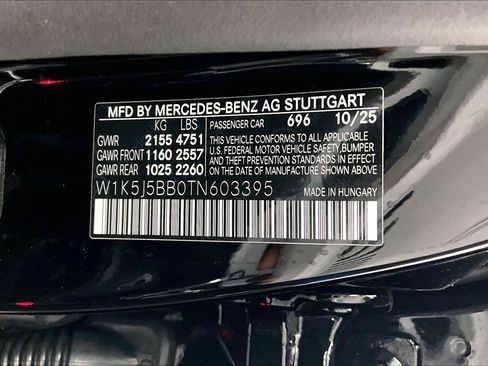 MFD BY MERCEDES-BENZ AG STUTTGART
KG LBS PASSENGER CAR 696 10/25
GVWR 2155 4751 THIS VEHICLE CONFORMS TO ALL APPLICABLE
GAWR FRONT 1160 2557 U.S. FEDERAL MOTOR VEHICLE SAFETY, BUMPER
GAWR REAR 1025 2260 AND THEFT PREVENTION STANDARDS
IN EFFECT ON THE DATE OF MANUFACTURE SHOWN ABOVE.
W1K5J5BB0TN603395 MADE IN HUNGARY